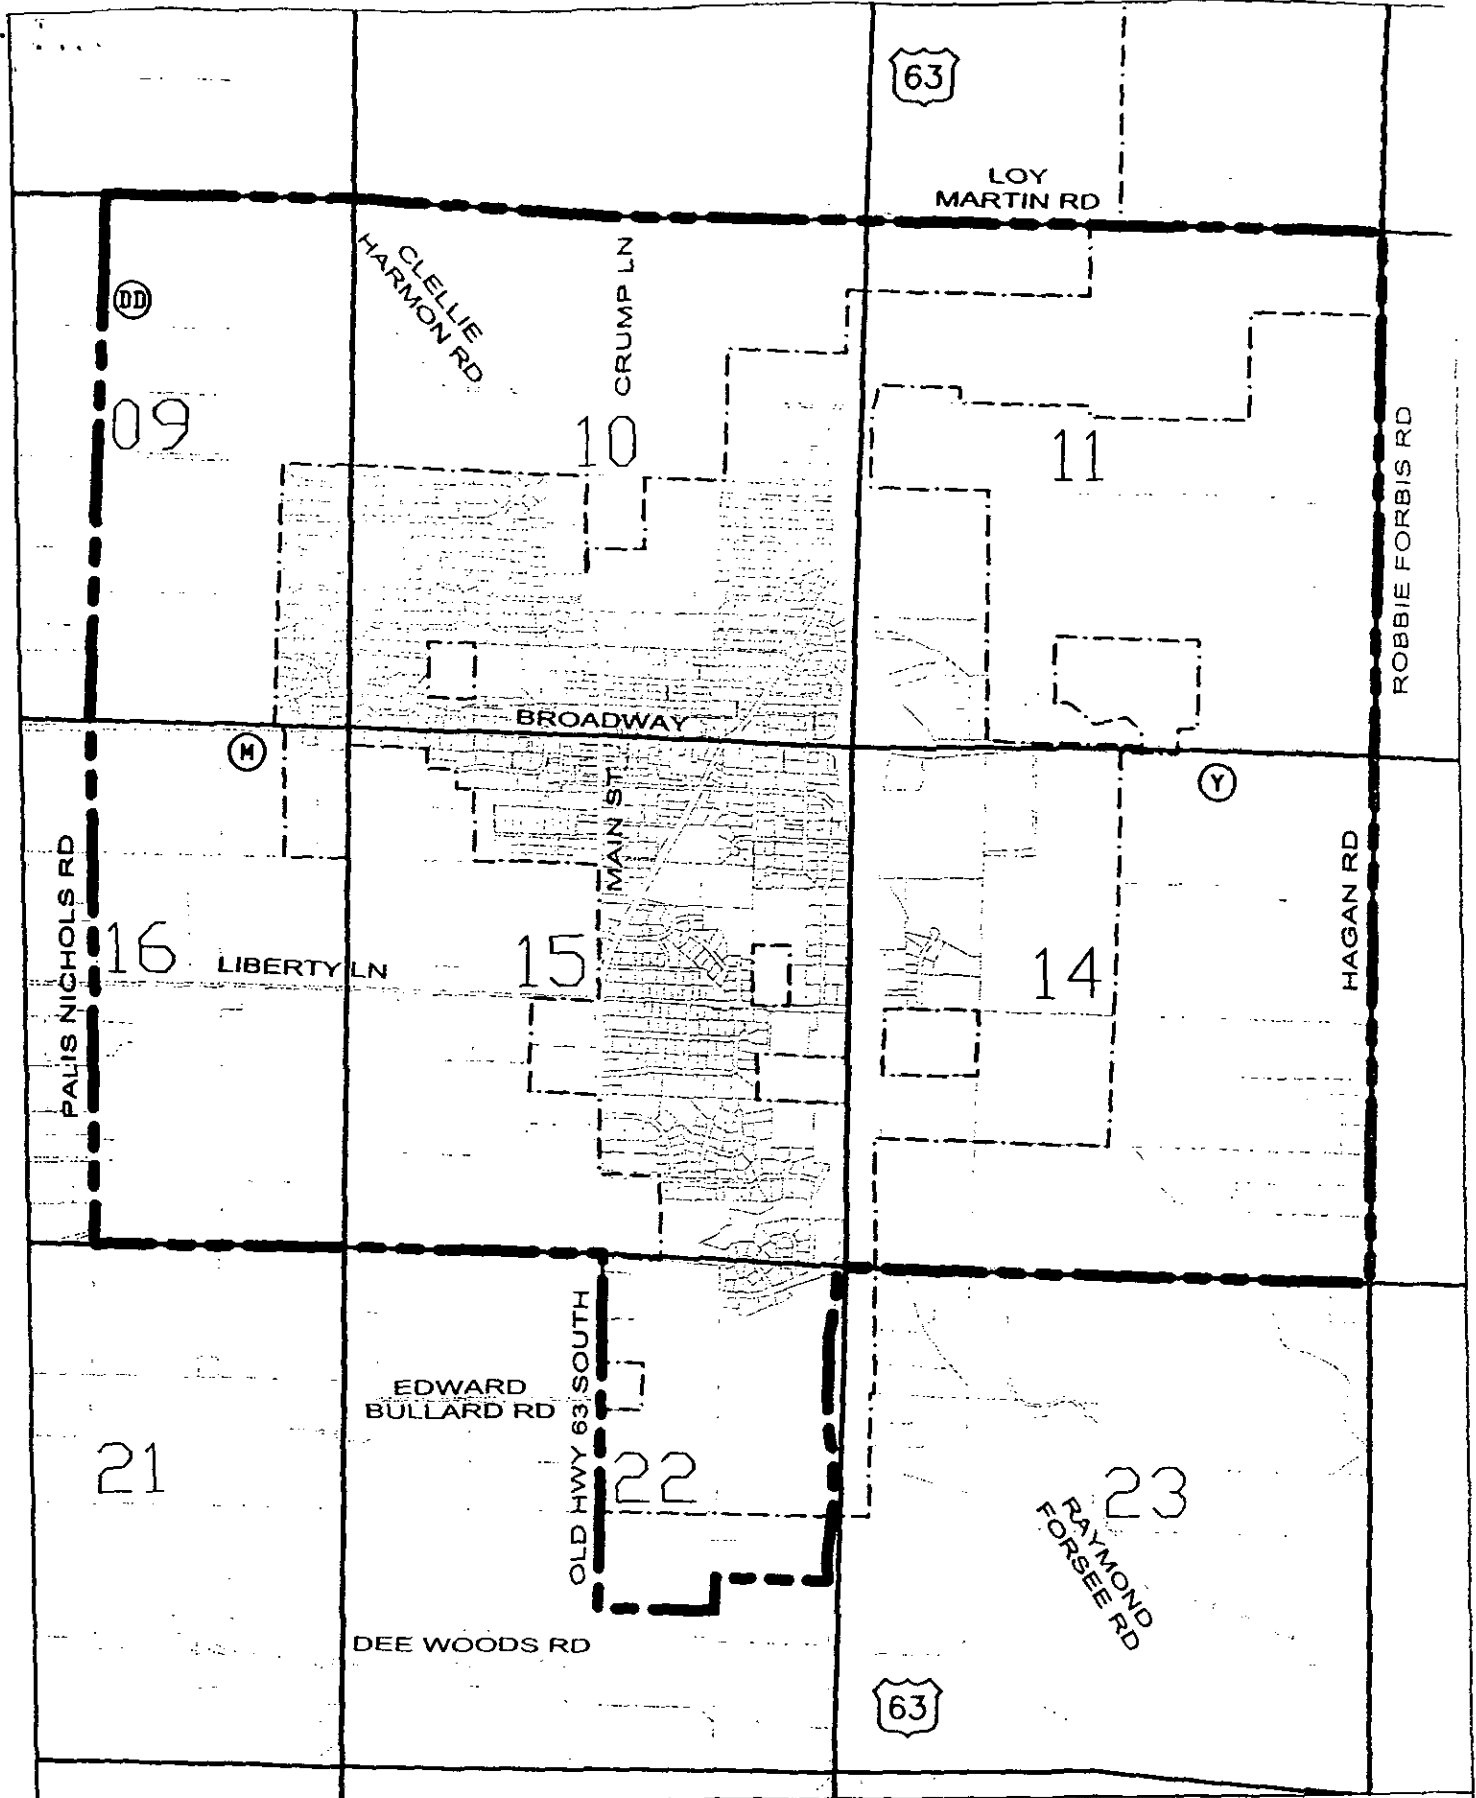 63
LOY
MARTIN RD
CLELLIE
HARMON RD
CRUMP LN
DD
09
10
11
ROBBIE FORBIS RD
BROADWAY
M
Y
MAIN ST
PALIS NICHOLS RD
HAGAN RD
16
LIBERTY LN
15
14
OLD HWY 63 SOUTH
EDWARD
BULLARD RD
21
22
23
RAYMOND
FORSEE RD
DEE WOODS RD
63